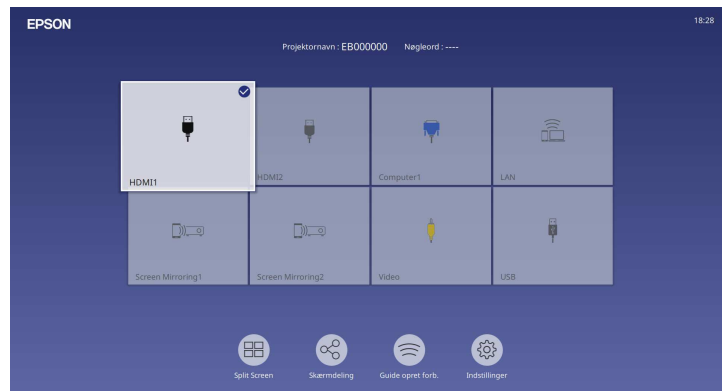 EPSON
18:28
Projektornavn : EB000000 Nøgleord : ----
HDMI1
HDMI2
Computer1
LAN
Screen Mirroring1
Screen Mirroring2
Video
USB
Split Screen
Skærmdeling
Guide opret forb.
Indstillinger